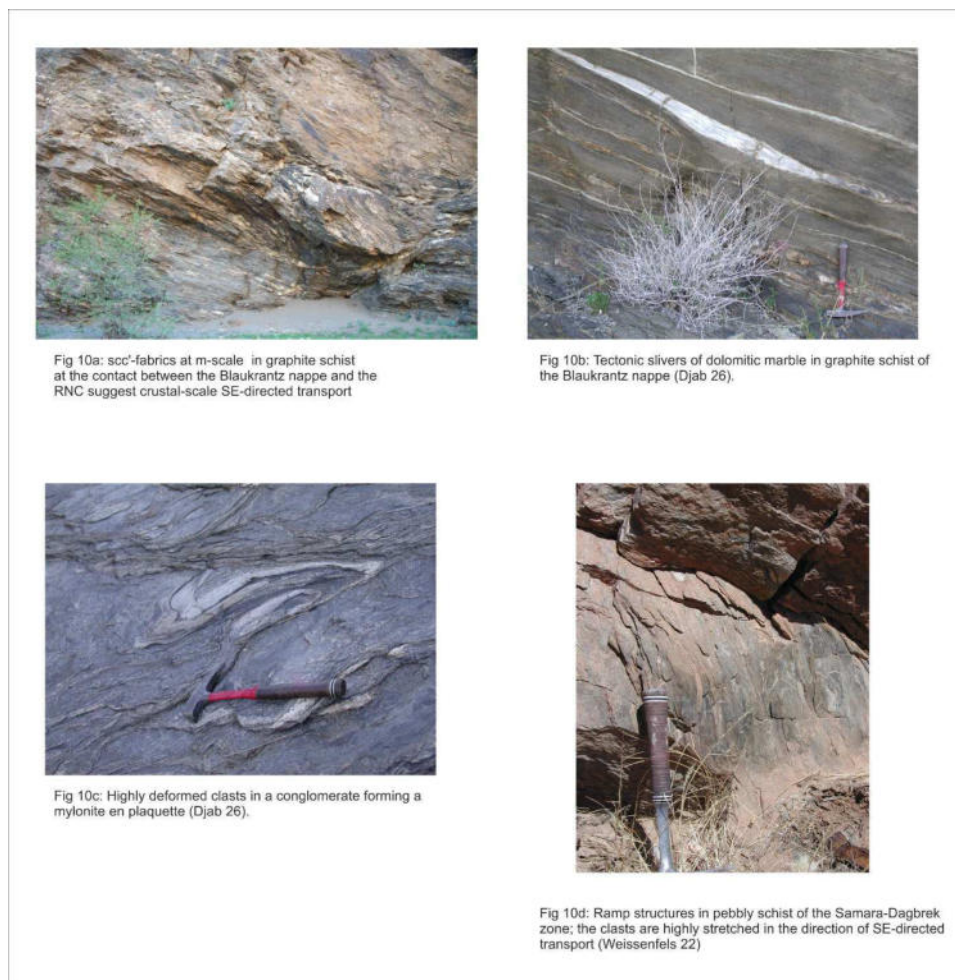 Fig 10a: scc'-fabrics at m-scale in graphite schist
at the contact between the Blaukrantz nappe and the
RNC suggest crustal-scale SE-directed transport
Fig 10b: Tectonic slivers of dolomitic marble in graphite schist of
the Blaukrantz nappe (Djab 26).
Fig 10c: Highly deformed clasts in a conglomerate forming a
mylonite en plaquette (Djab 26).
Fig 10d: Ramp structures in pebbly schist of the Samara-Dagbrek
zone; the clasts are highly stretched in the direction of SE-directed
transport (Weissenfels 22)